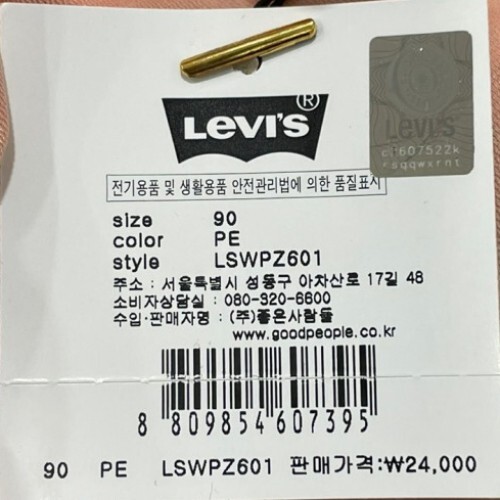 LEVI'S®
LEVI'S
c1607522k
rsqqwxrnt
전기용품 및 생활용품 안전관리법에 의한 품질표시
size 90
color PE
style LSWPZ601
주소 : 서울특별시 성동구 아차산로 17길 48
소비자상담실 : 080-320-6600
수입·판매자명 : (주)좋은사람들
www.goodpeople.co.kr
8 809854 607395
90 PE LSWPZ601 판매가격:₩24,000